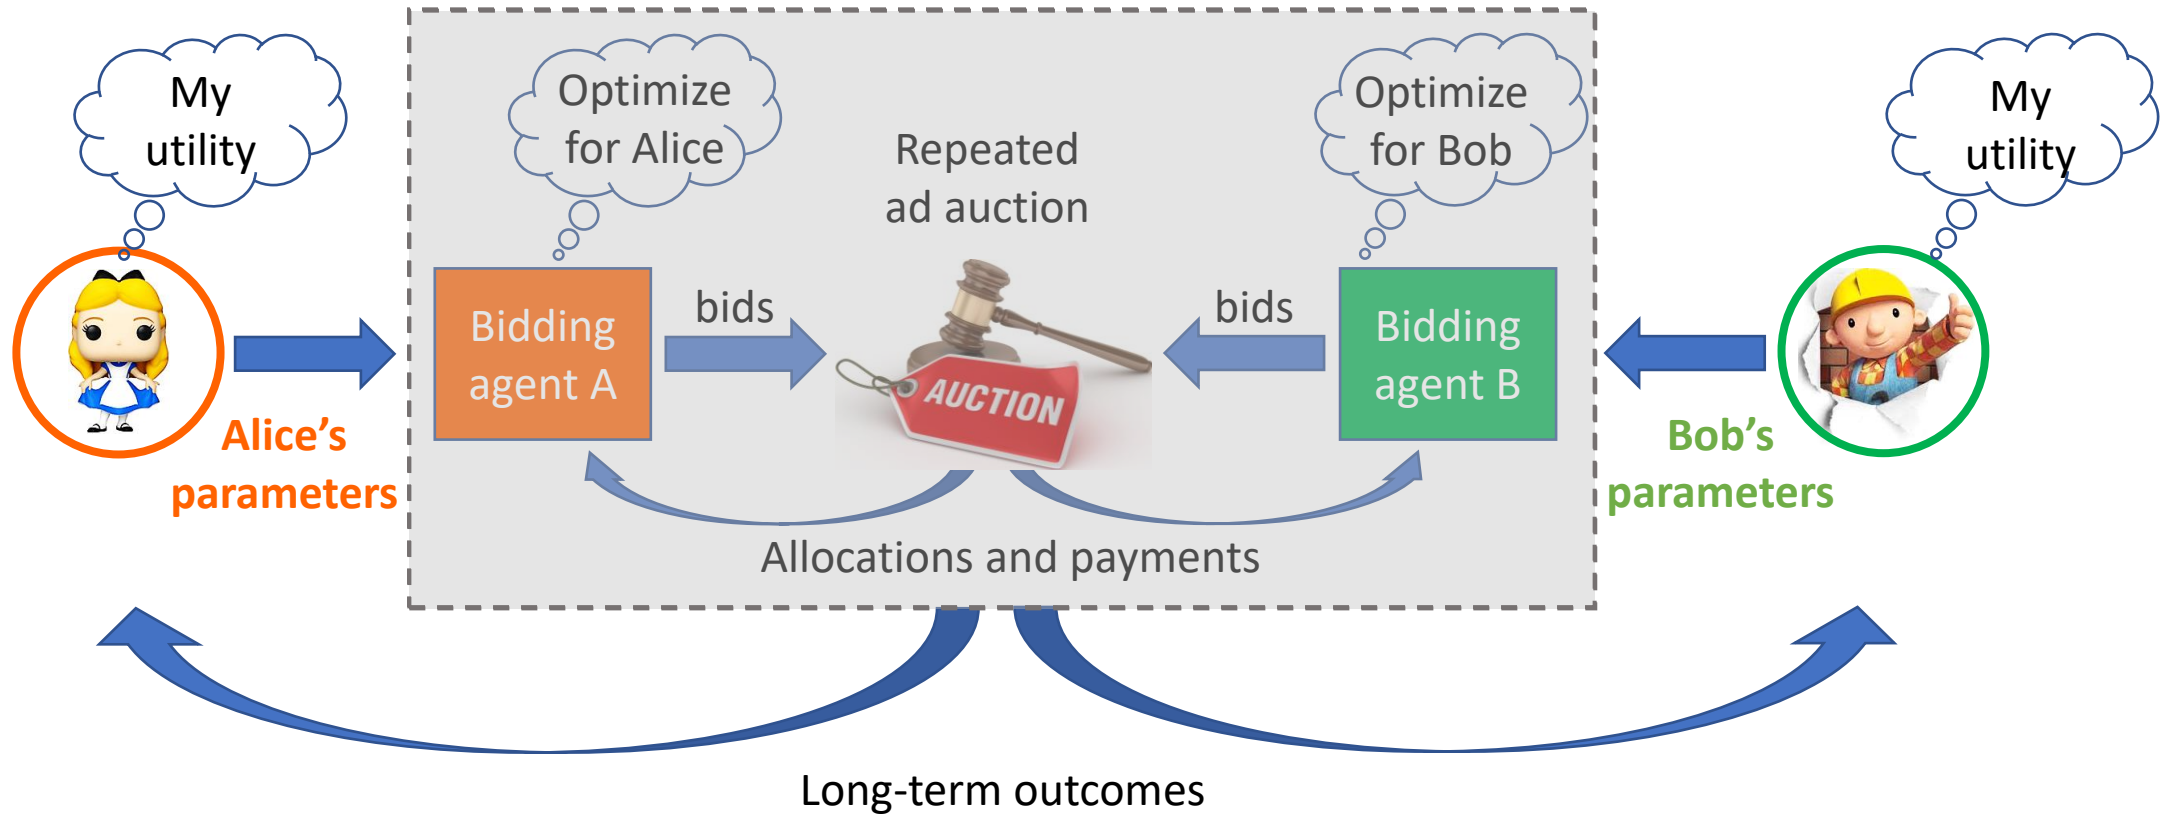 My
utility
Optimize
for Alice
Repeated
ad auction
Optimize
for Bob
My
utility
Bidding
agent A
bids
AUCTION
bids
Bidding
agent B
Alice’s
parameters
Bob’s
parameters
Allocations and payments
Long-term outcomes